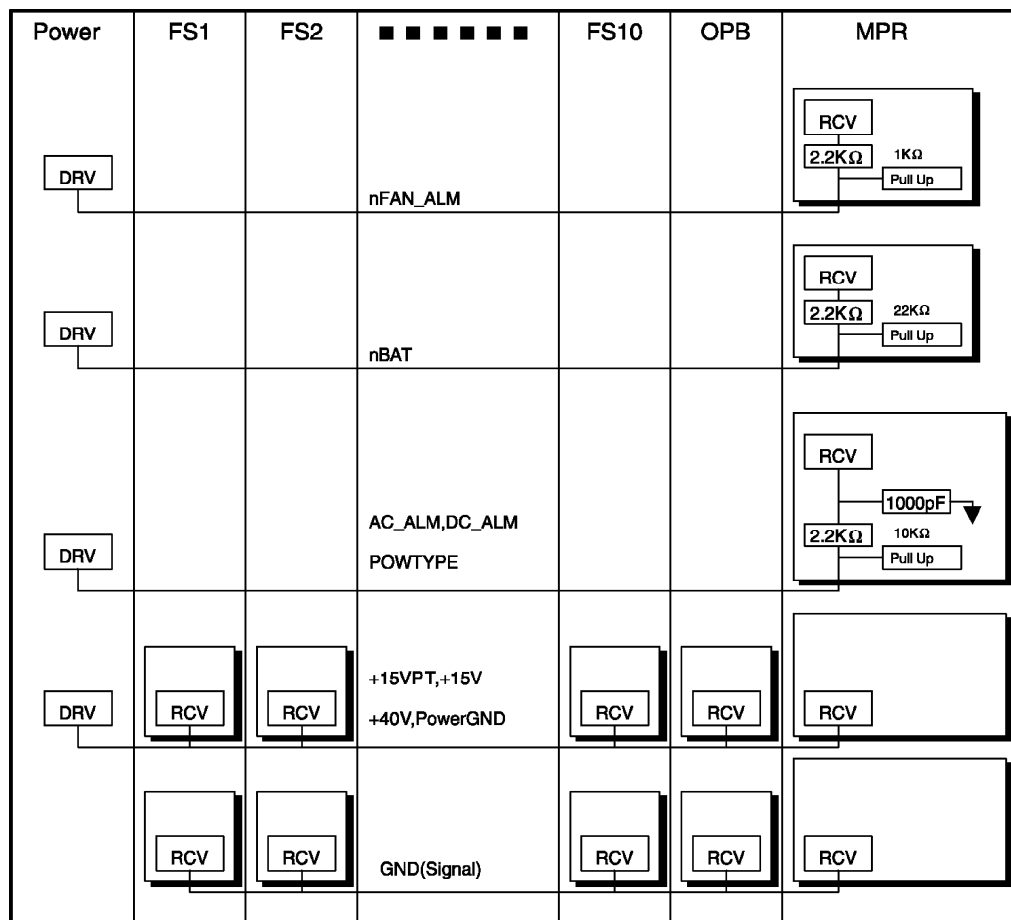 Power FS1 FS2 ■ ■ ■ ■ ■ ■ FS10 OPB MPR
RCV
2.2KΩ 1KΩ
DRV Pull Up
nFAN_ALM
RCV
2.2KΩ 22KΩ
DRV Pull Up
nBAT
RCV
1000pF
AC_ALM,DC_ALM 2.2KΩ 10KΩ
DRV POWTYPE Pull Up
+15VPT,+15V
DRV RCV RCV +40V,PowerGND RCV RCV RCV
RCV RCV GND(Signal) RCV RCV RCV